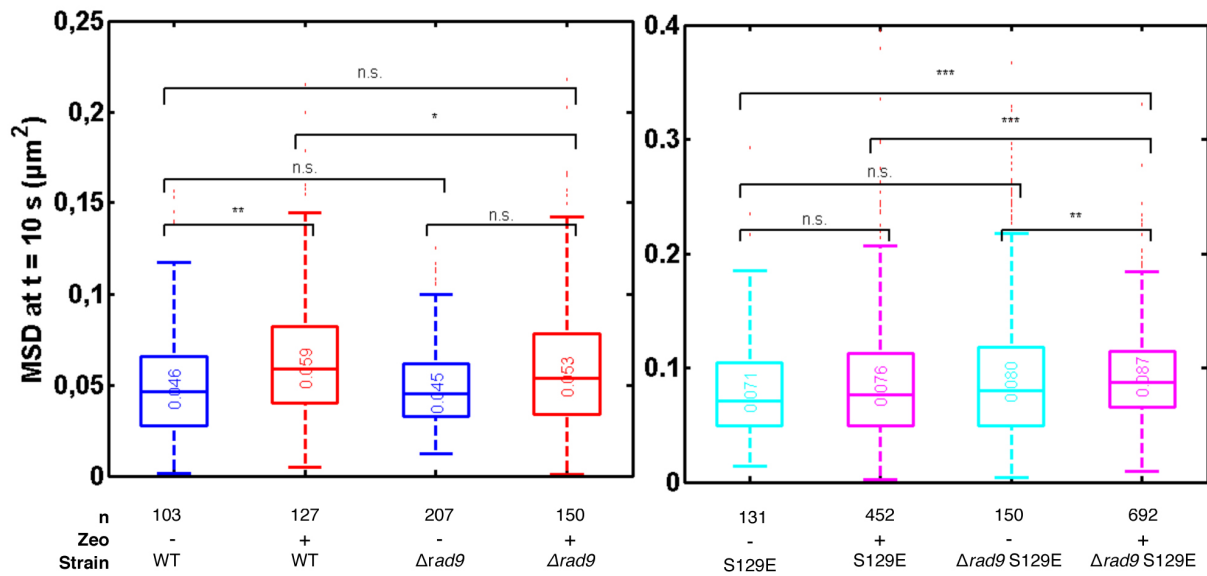 MSD at t = 10 s (µm²)
0,25
0,2
0,15
0,1
0,05
0
n.s.
*
n.s.
**
n.s.
0.046
0.059
0.045
0.053
0.4
0.3
0.2
0.1
0
***
***
n.s.
n.s.
**
0.071
0.076
0.080
0.087
n 103 127 207 150 131 452 150 692
Zeo - + - + - + - +
Strain WT WT Δrad9 Δrad9 S129E S129E Δrad9 S129E Δrad9 S129E